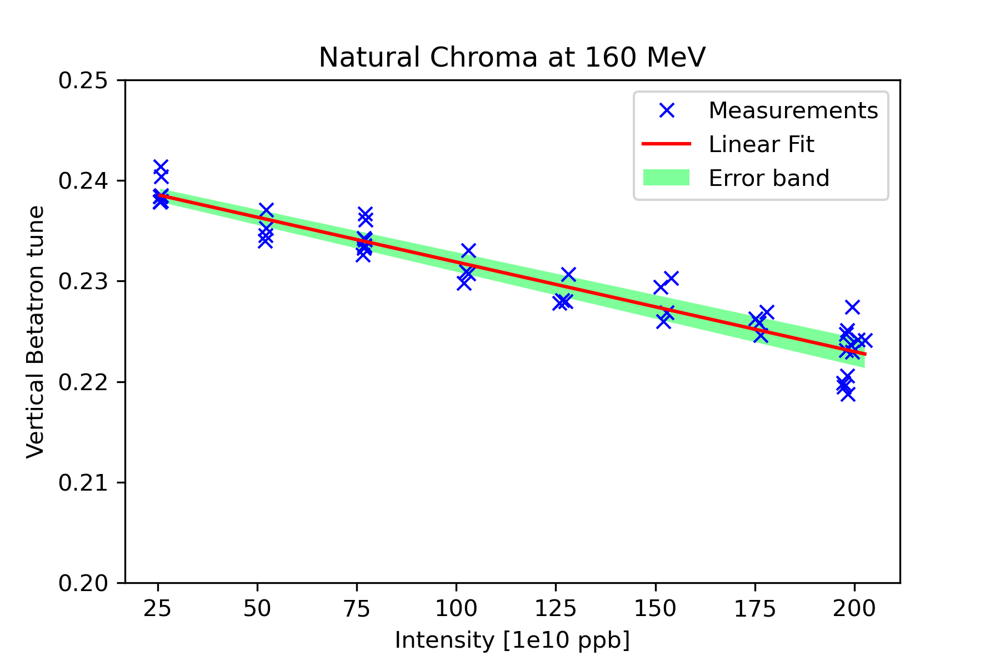 Natural Chroma at 160 MeV
0.25
0.24
0.23
0.22
0.21
0.20
Vertical Betatron tune
Measurements
Linear Fit
Error band
25 50 75 100 125 150 175 200
Intensity [1e10 ppb]